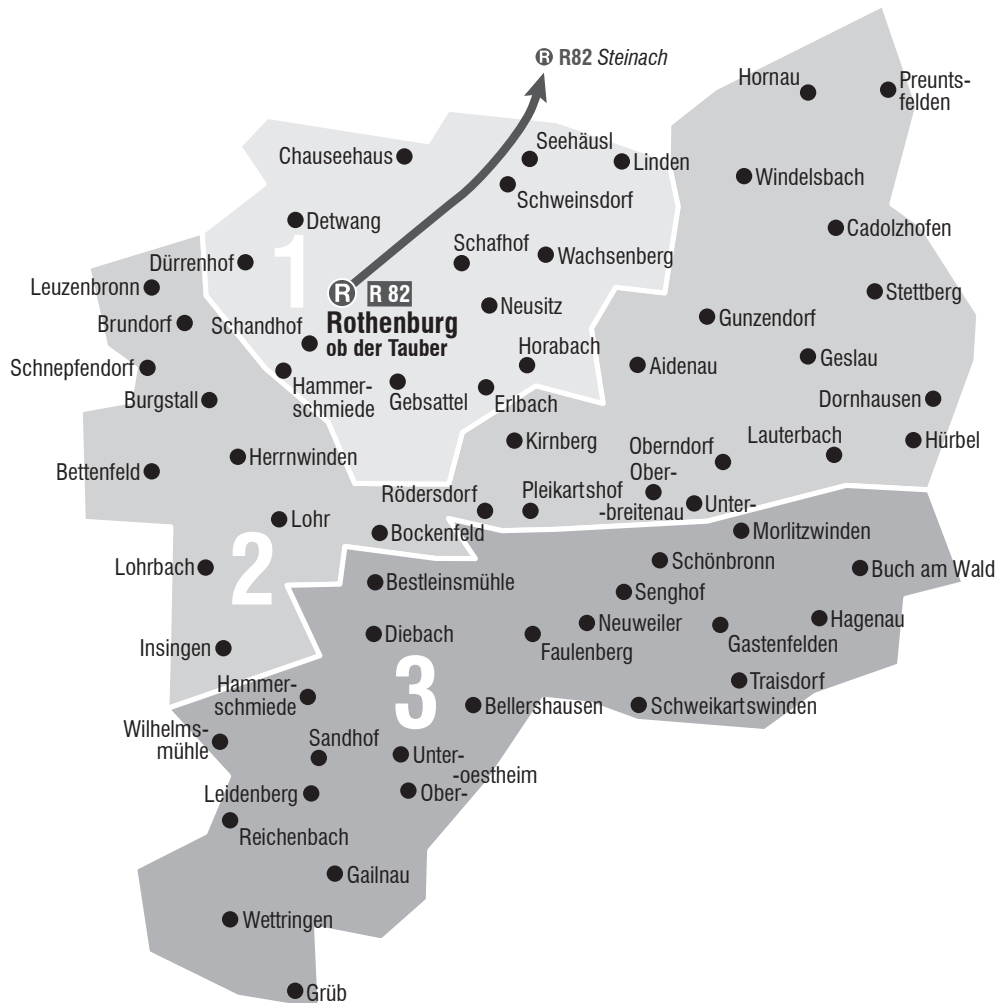 R R82 Steinach
Hornau
Preunts-
felden
Seehäusl
Chauseehaus
Linden
Windelsbach
Schweinsdorf
Detwang
Cadolzhofen
Schafhof
Wachsenberg
1
Dürrenhof
Leuzenbronn
R R 82
Stettberg
Neusitz
Brundorf
Schandhof
Rothenburg
ob der Tauber
Gunzendorf
Horabach
Geslau
Schnepfendorf
Aidenau
Hammer-
schmiede
Gebsattel
Erlbach
Burgstall
Dornhausen
Kirnberg
Lauterbach
Hürbel
Oberndorf
Herrnwinden
Bettenfeld
Ober-
-breitenau
Unter-
Rödersdorf
Pleikartshof
Lohr
Bockenfeld
Morlitzwinden
2
Lohrbach
Schönbronn
Buch am Wald
Bestleinsmühle
Senghof
Hagenau
Neuweiler
Diebach
Faulenberg
Gastenfelden
Insingen
3
Hammer-
schmiede
Traisdorf
Bellershausen
Schweikartswinden
Wilhelms-
mühle
Sandhof
Unter-
-oestheim
Ober-
Leidenberg
Reichenbach
Gailnau
Wettringen
Grüb